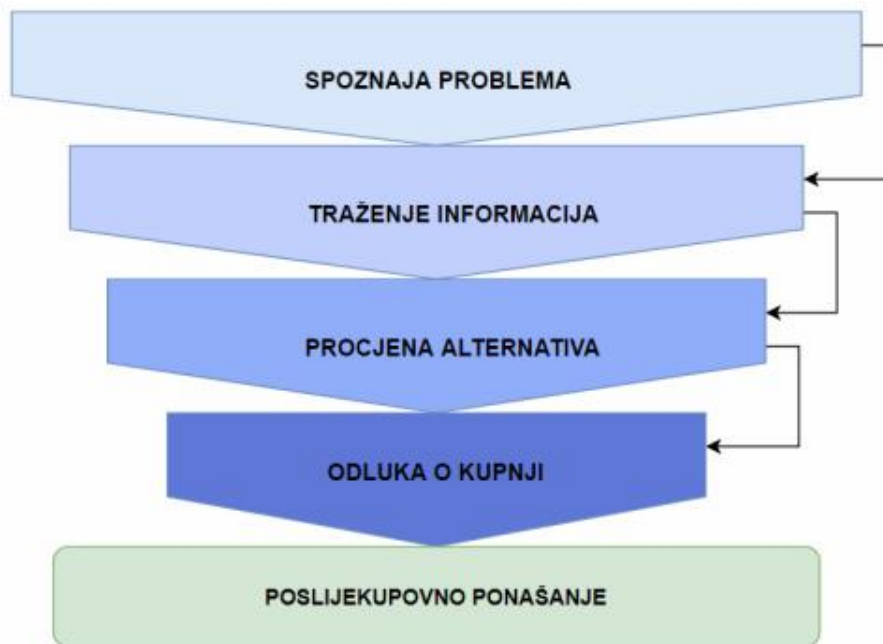 SPOZNAJA PROBLEMA
TRAŽENJE INFORMACIJA
PROCJENA ALTERNATIVA
ODLUKA O KUPNJI
POSLIJEKUPOVNO PONAŠANJE